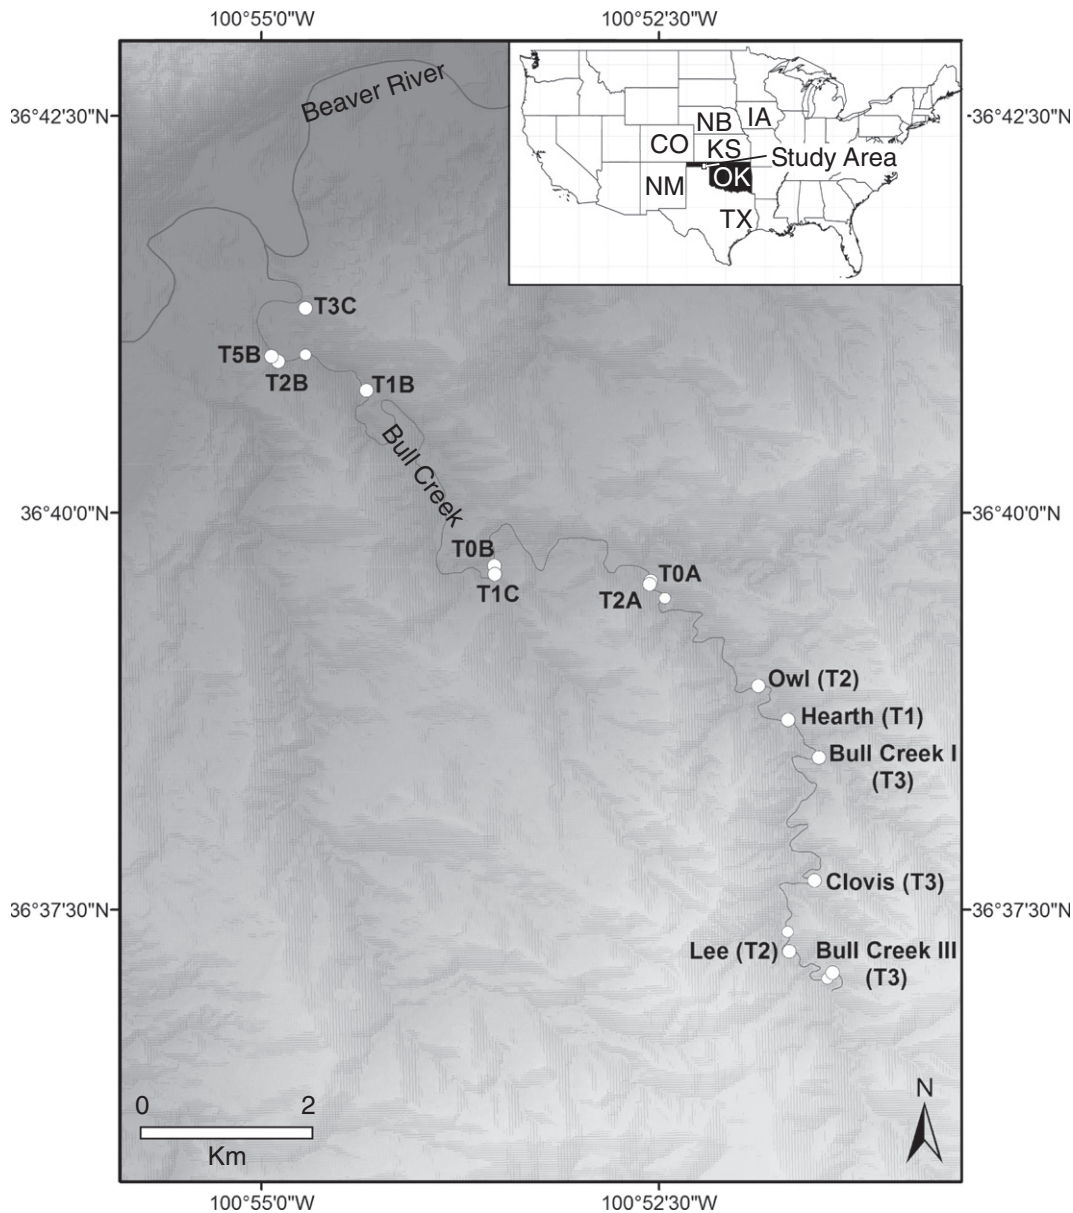 100°55'0"W
100°52'30"W
Beaver River
36°42'30"N
36°42'30"N
NB
IA
CO
KS
Study Area
NM
OK
TX
T3C
T5B
T2B
T1B
Bull Creek
36°40'0"N
36°40'0"N
T0B
T1C
T0A
T2A
Owl (T2)
Hearth (T1)
Bull Creek I
(T3)
Clovis (T3)
36°37'30"N
36°37'30"N
Lee (T2)
Bull Creek III
(T3)
N
0
2
Km
100°55'0"W
100°52'30"W